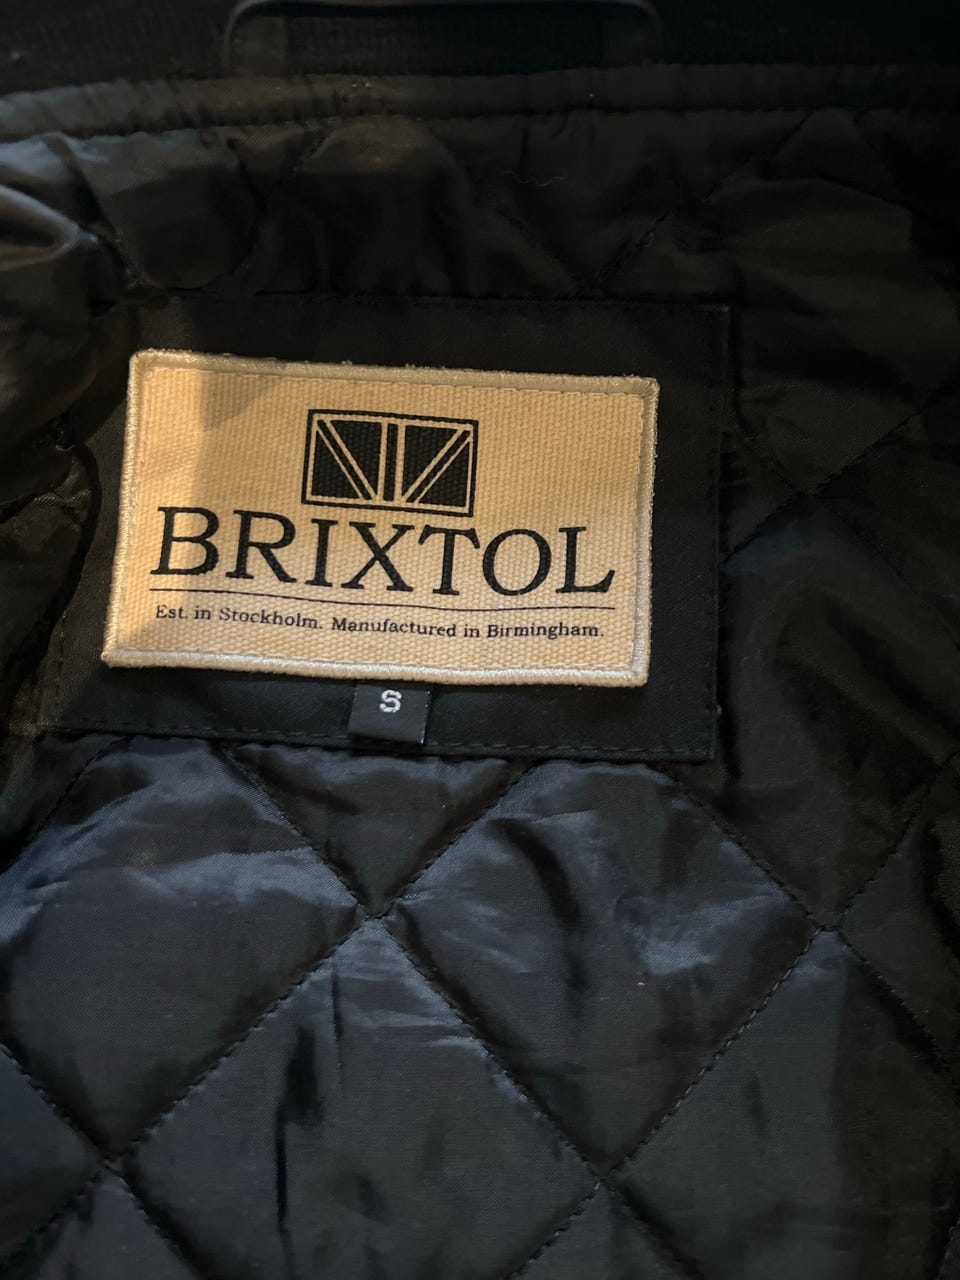 BRIXTOL
Est. in Stockholm. Manufactured in Birmingham.
S